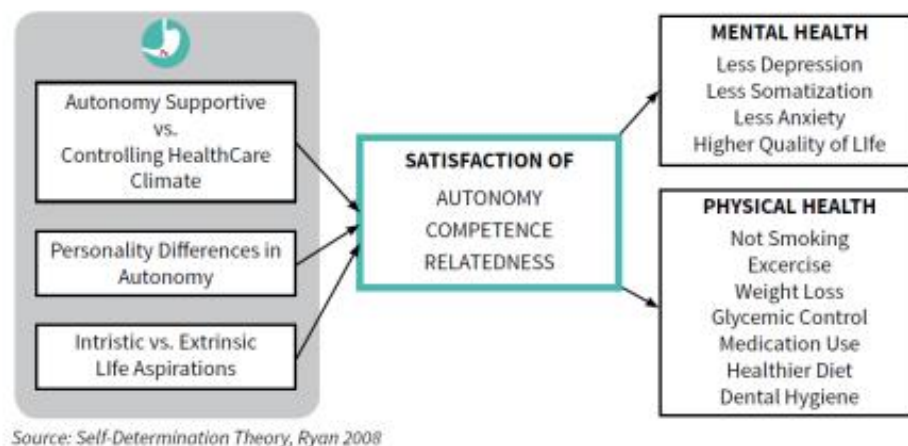 Autonomy Supportive
vs.
Controlling HealthCare
Climate
Personality Differences in
Autonomy
Intristic vs. Extrinsic
LIfe Aspirations
SATISFACTION OF
AUTONOMY
COMPETENCE
RELATEDNESS
MENTAL HEALTH
Less Depression
Less Somatization
Less Anxiety
Higher Quality of LIfe
PHYSICAL HEALTH
Not Smoking
Excercise
Weight Loss
Glycemic Control
Medication Use
Healthier Diet
Dental Hygiene
Source: Self-Determination Theory, Ryan 2008